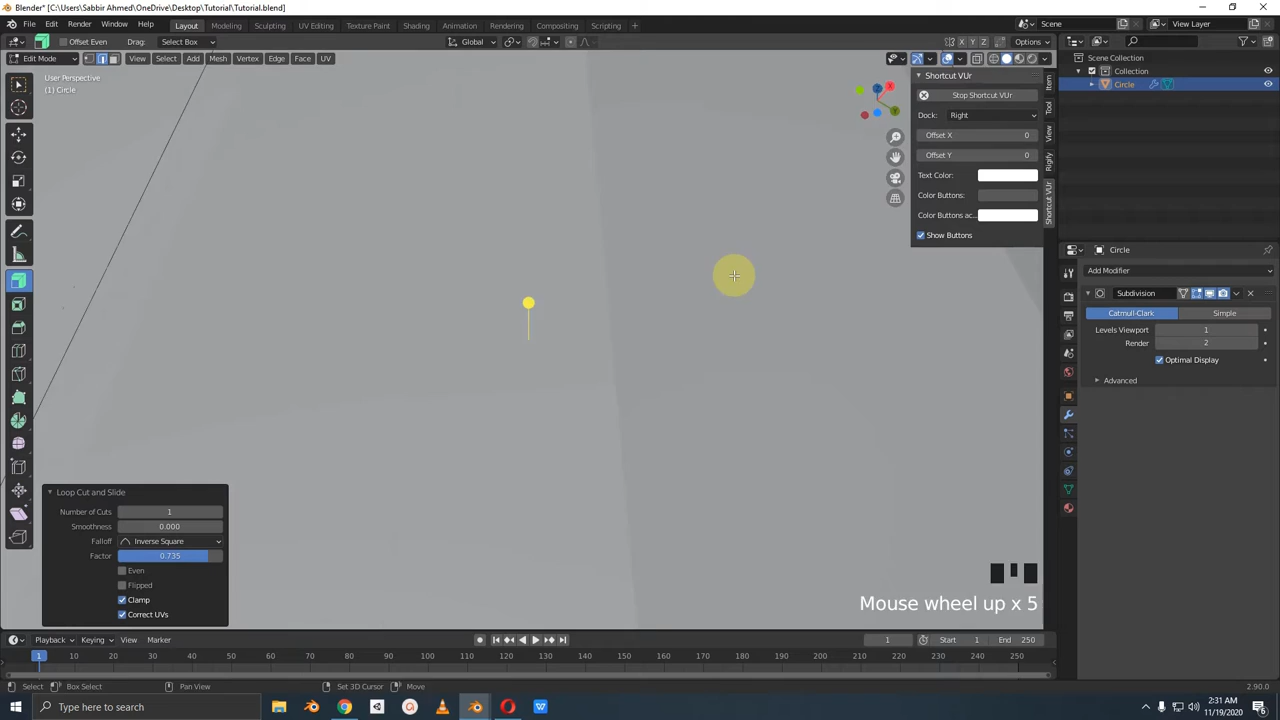 Blender* [C:\Users\Sabbir Ahmed\OneDrive\Desktop\Tutorial\Tutorial.blend]
File Edit Render Window Help Layout Modeling Sculpting UV Editing Texture Paint Shading Animation Rendering Compositing Scripting + Scene View Layer
Offset Even Drag: Select Box Global X Y Z Options
Edit Mode View Select Add Mesh Vertex Edge Face UV
User Perspective
(1) Circle
Scene Collection
Collection
Circle
Shortcut VUr
Stop Shortcut VUr
Dock: Right
Offset X 0
Offset Y 0
Text Color:
Color Buttons:
Color Buttons ac...
Show Buttons
Item
Tool
View
Rigify
Shortcut VUr
Circle
Add Modifier
Subdivision
Catmull-Clark Simple
Levels Viewport 1
Render 2
Optimal Display
Advanced
Loop Cut and Slide
Number of Cuts 1
Smoothness 0.000
Falloff Inverse Square
Factor 0.735
Even
Flipped
Clamp
Correct UVs
Mouse wheel up x 5
Playback Keying View Marker 1 Start 1 End 250
1 10 20 30 40 50 60 70 80 90 100 110 120 130 140 150 160 170 180 190 200 210 220 230 240 250
Select Box Select Pan View Set 3D Cursor Move 2.90.0
Type here to search
2:31 AM
11/19/2020